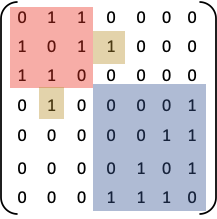 0 1 1 0 0 0 0
1 0 1 1 0 0 0
1 1 0 0 0 0 0
0 1 0 0 0 0 1
0 0 0 0 0 1 1
0 0 0 0 1 0 1
0 0 0 1 1 1 0